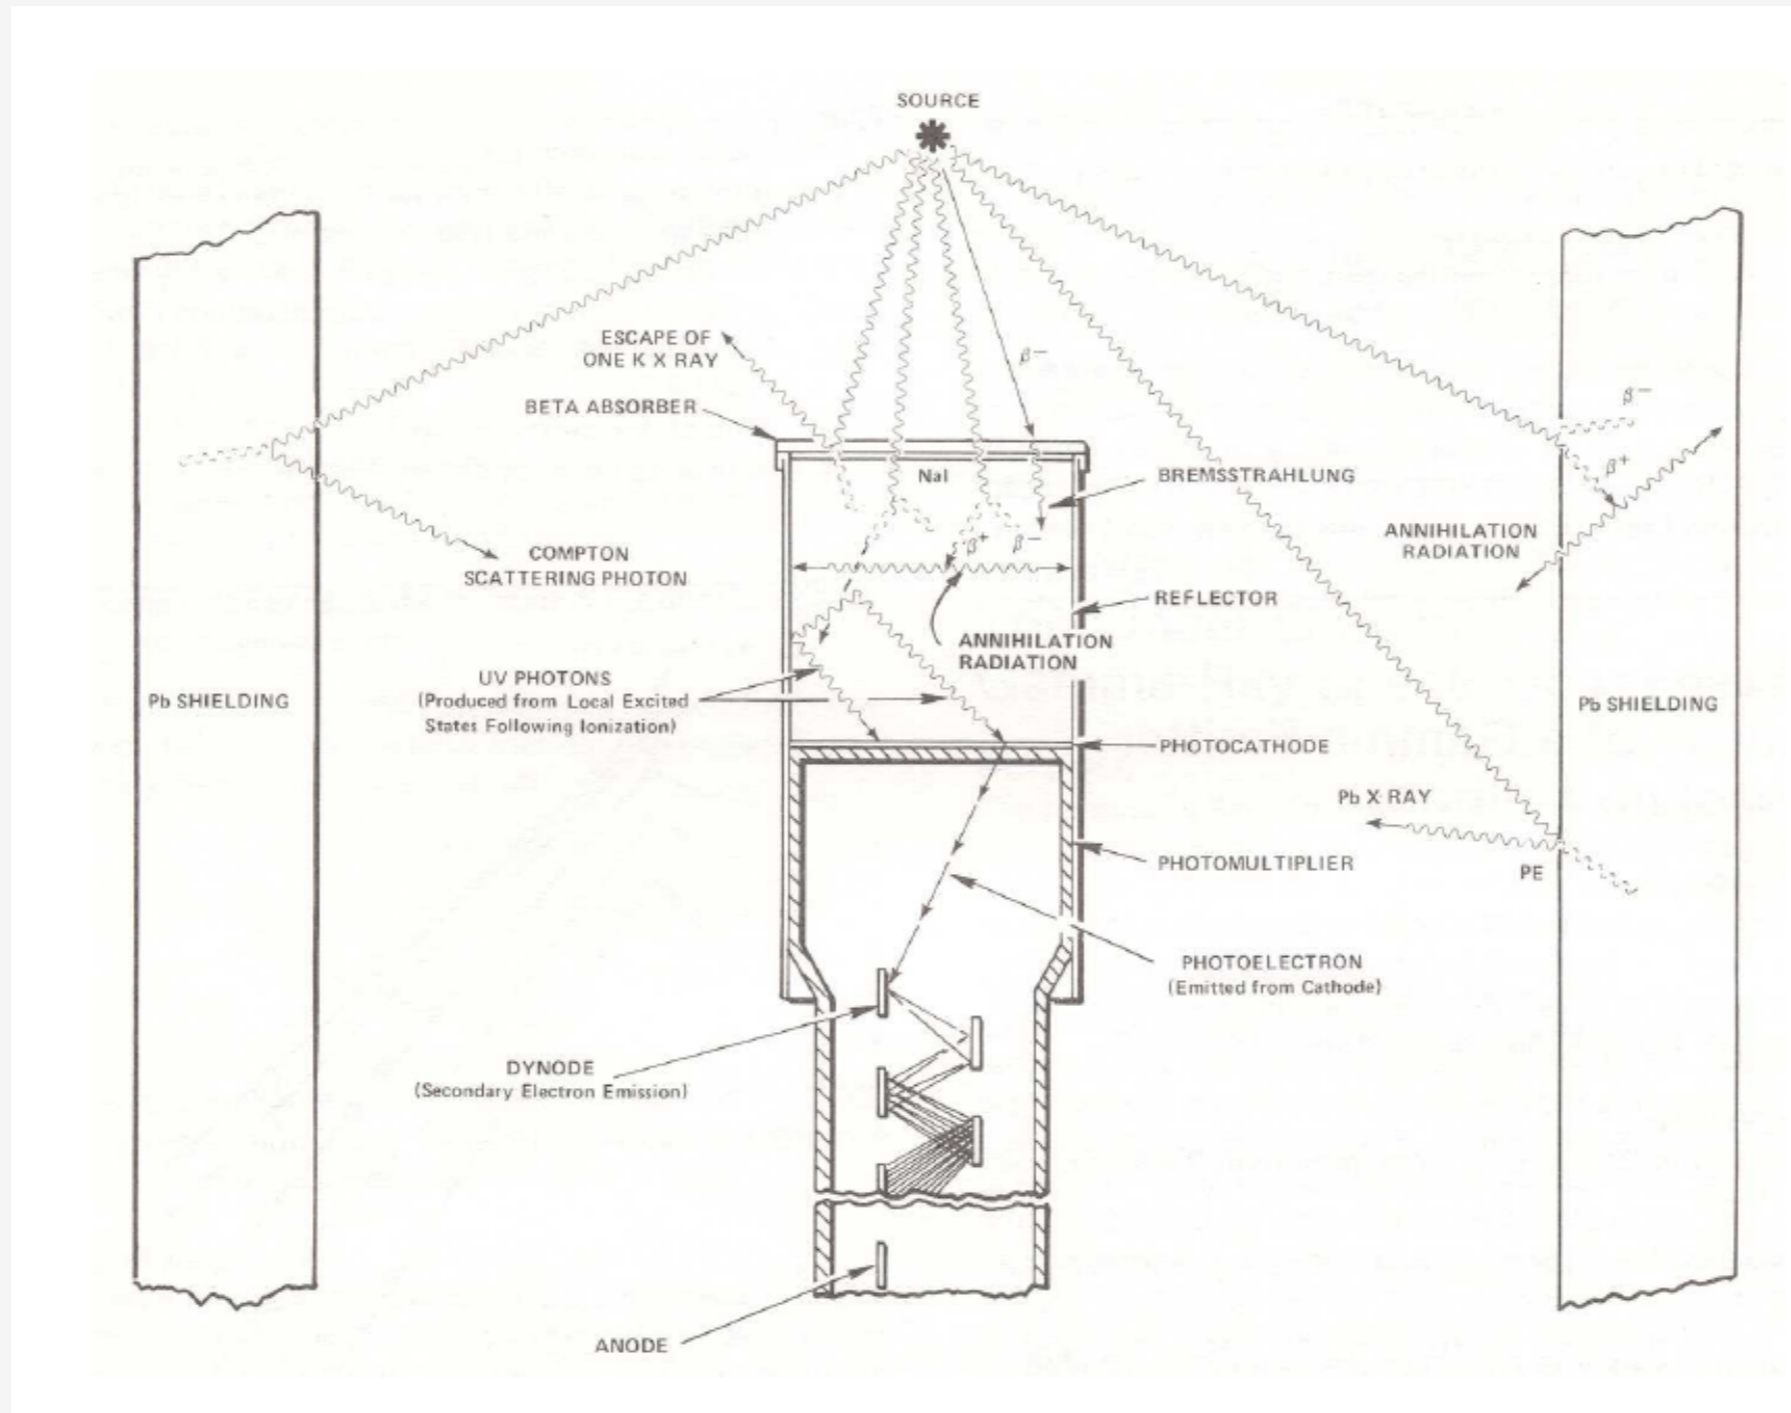 SOURCE
ESCAPE OF
ONE K X RAY
β−
β−
BETA ABSORBER
β+
NaI
BREMSSTRAHLUNG
ANNIHILATION
RADIATION
β+
β−
COMPTON
SCATTERING PHOTON
REFLECTOR
ANNIHILATION
RADIATION
UV PHOTONS
(Produced from Local Excited
States Following Ionization)
Pb SHIELDING
Pb SHIELDING
PHOTOCATHODE
Pb X RAY
PHOTOMULTIPLIER
PE
PHOTOELECTRON
(Emitted from Cathode)
DYNODE
(Secondary Electron Emission)
ANODE